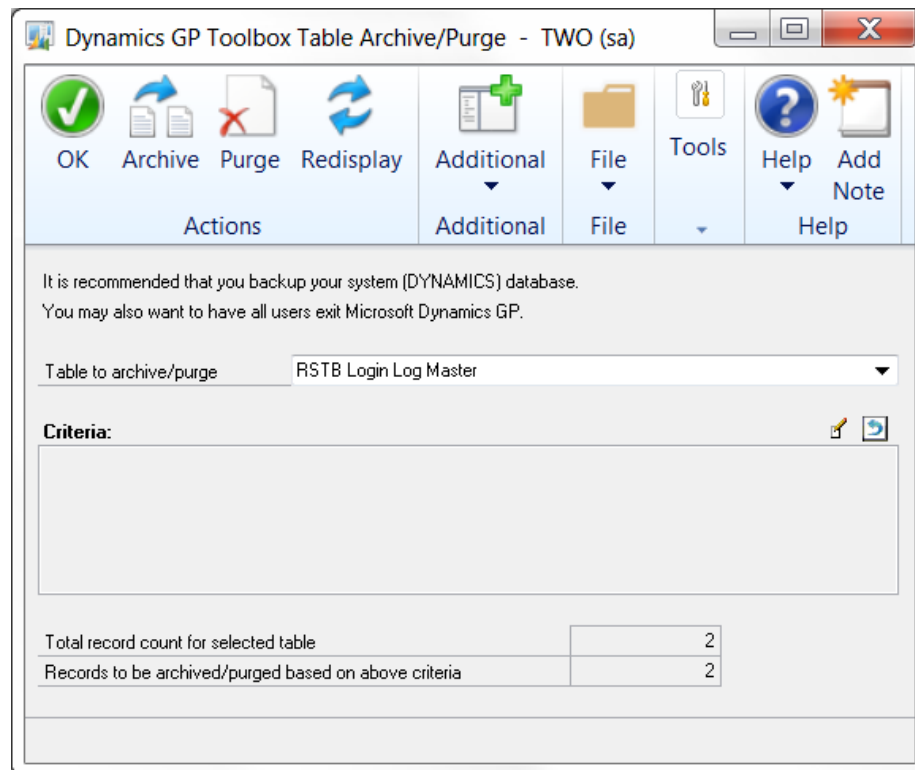 Dynamics GP Toolbox Table Archive/Purge - TWO (sa)
OK Archive Purge Redisplay Additional File Tools Help Add Note
Actions Additional File Help
It is recommended that you backup your system (DYNAMICS) database.
You may also want to have all users exit Microsoft Dynamics GP.
Table to archive/purge RSTB Login Log Master
Criteria:
Total record count for selected table 2
Records to be archived/purged based on above criteria 2